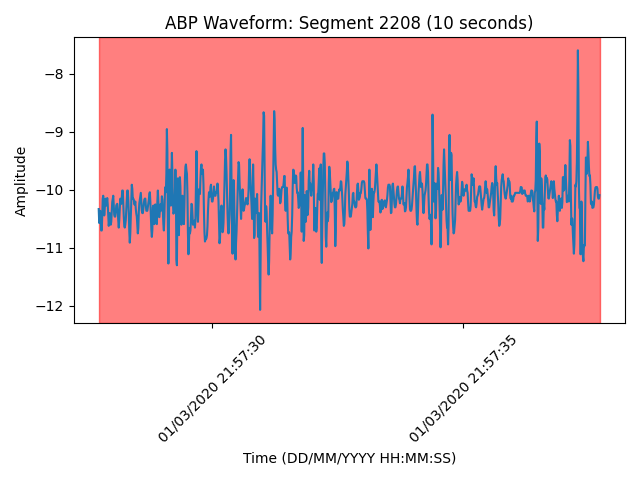 ABP Waveform: Segment 2208 (10 seconds)
Amplitude
−8
−9
−10
−11
−12
01/03/2020 21:57:30
01/03/2020 21:57:35
Time (DD/MM/YYYY HH:MM:SS)